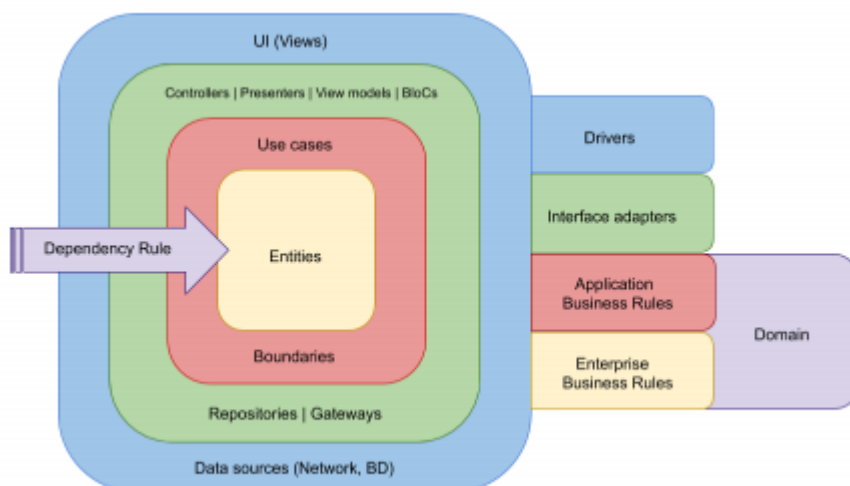 UI (Views)
Controllers | Presenters | View models | BloCs
Use cases
Dependency Rule
Entities
Boundaries
Repositories | Gateways
Data sources (Network, BD)
Drivers
Interface adapters
Application
Business Rules
Enterprise
Business Rules
Domain